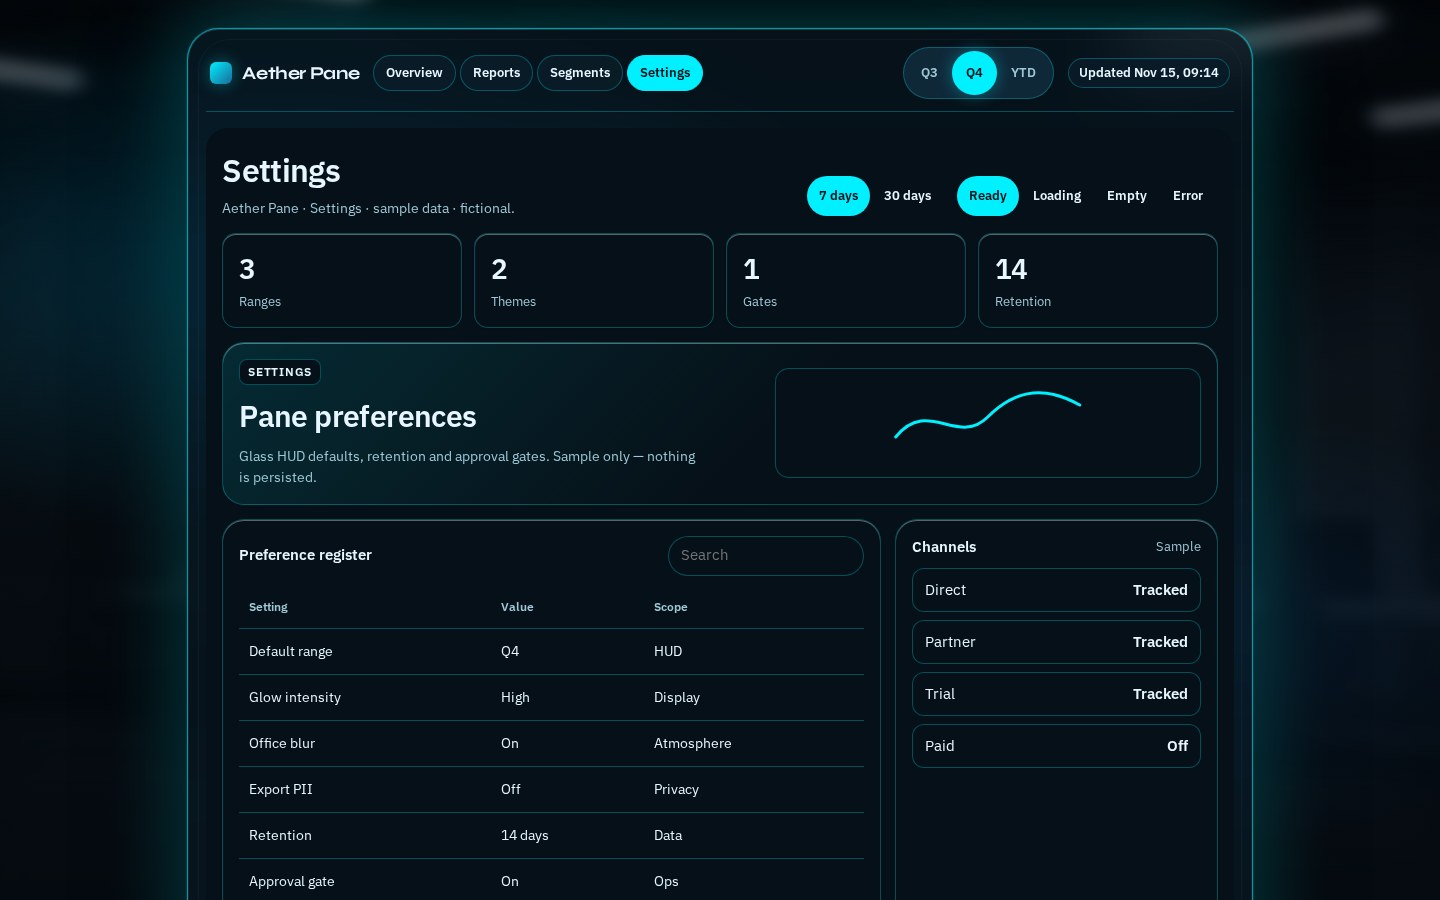 Aether Pane
Overview
Reports
Segments
Settings
Q3
Q4
YTD
Updated Nov 15, 09:14
Settings
Aether Pane · Settings · sample data · fictional.
7 days
30 days
Ready
Loading
Empty
Error
3
Ranges
2
Themes
1
Gates
14
Retention
SETTINGS
Pane preferences
Glass HUD defaults, retention and approval gates. Sample only — nothing
is persisted.
Preference register
Search
Setting Value Scope
Default range Q4 HUD
Glow intensity High Display
Office blur On Atmosphere
Export PII Off Privacy
Retention 14 days Data
Approval gate On Ops
Channels
Sample
Direct Tracked
Partner Tracked
Trial Tracked
Paid Off